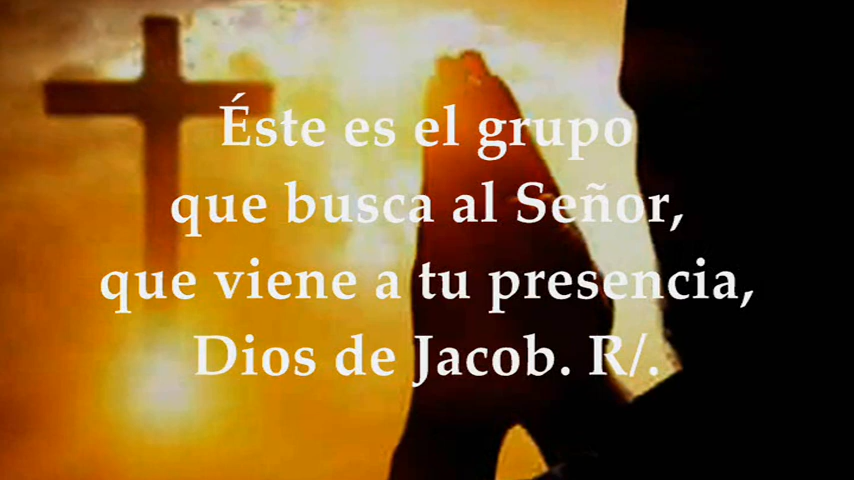 Éste es el grupo
que busca al Señor,
que viene a tu presencia,
Dios de Jacob. R/.